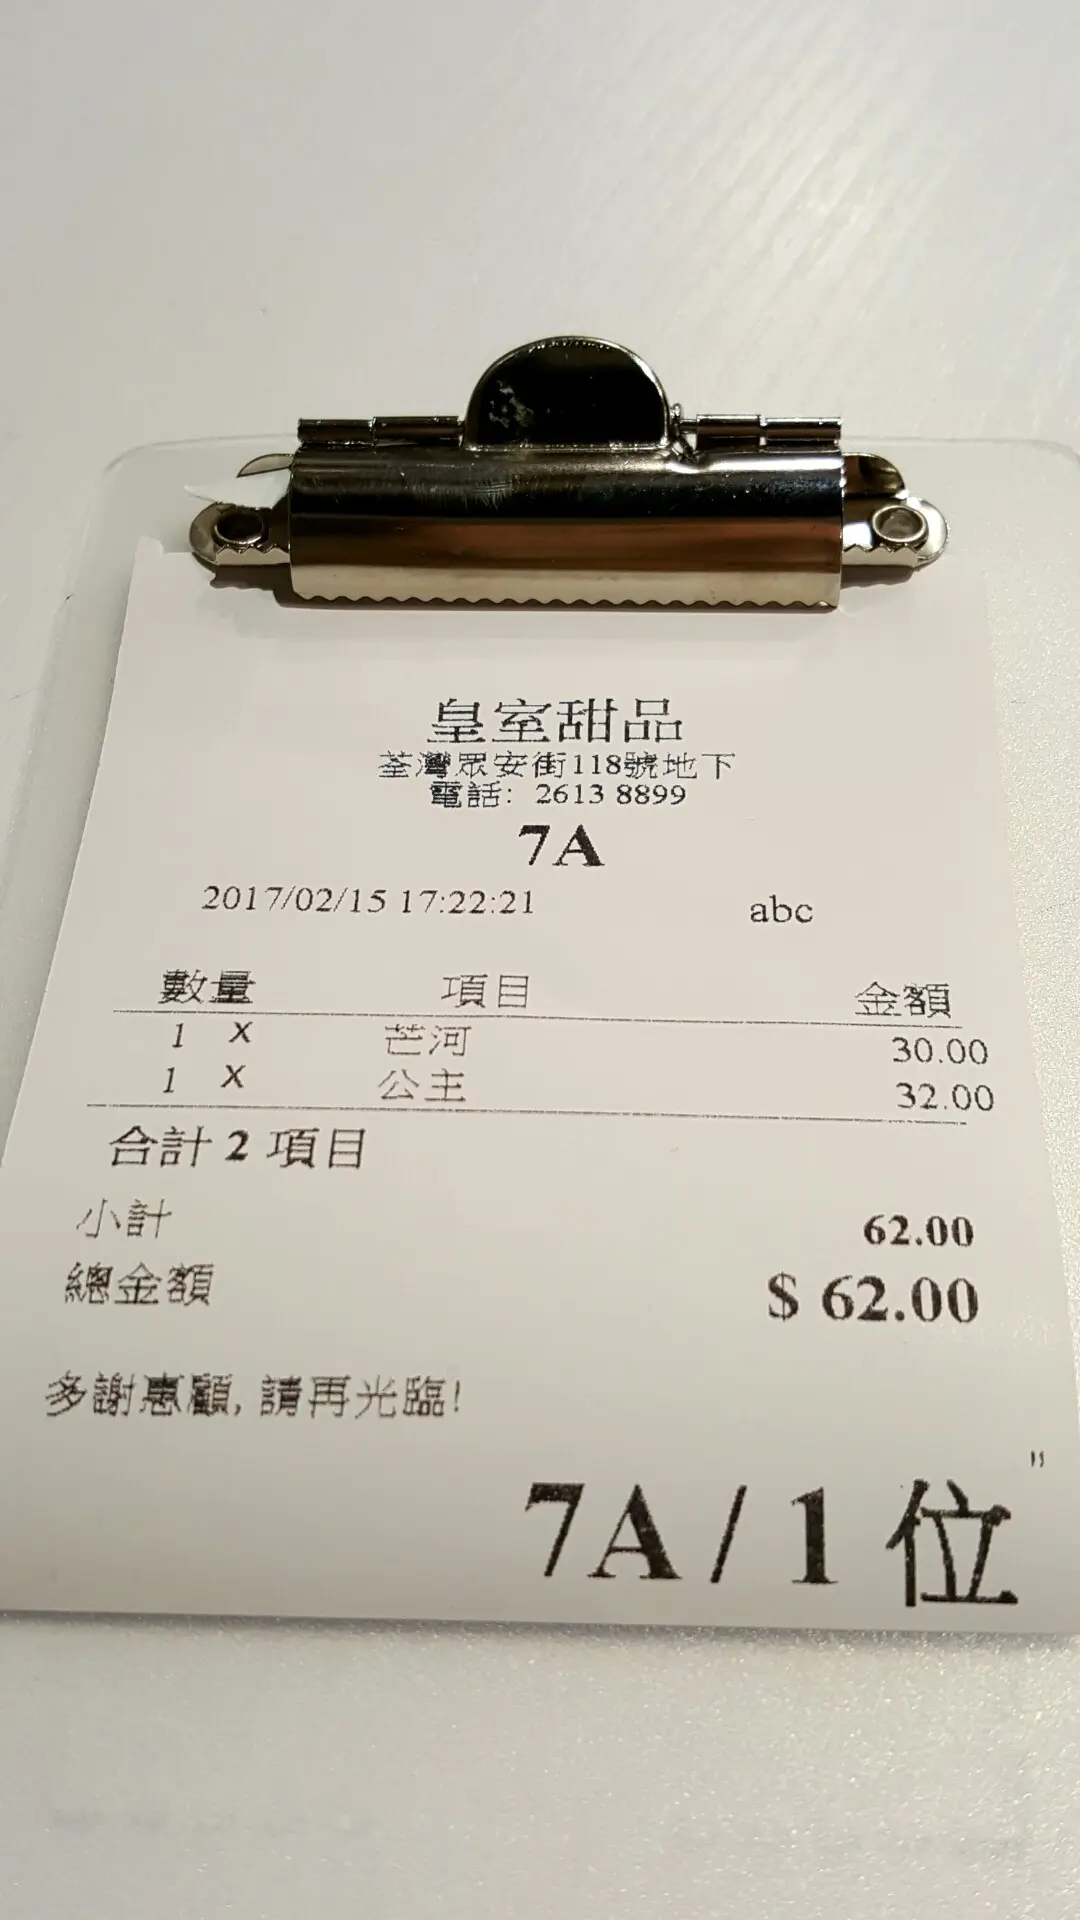 皇室甜品
荃灣眾安街118號地下
電話: 2613 8899
7A
2017/02/15 17:22:21 abc
數量 項目 金額
1 X 芒河 30.00
1 X 公主 32.00
合計 2 項目
小計 62.00
總金額 $ 62.00
多謝惠顧, 請再光臨!
"
7A / 1 位